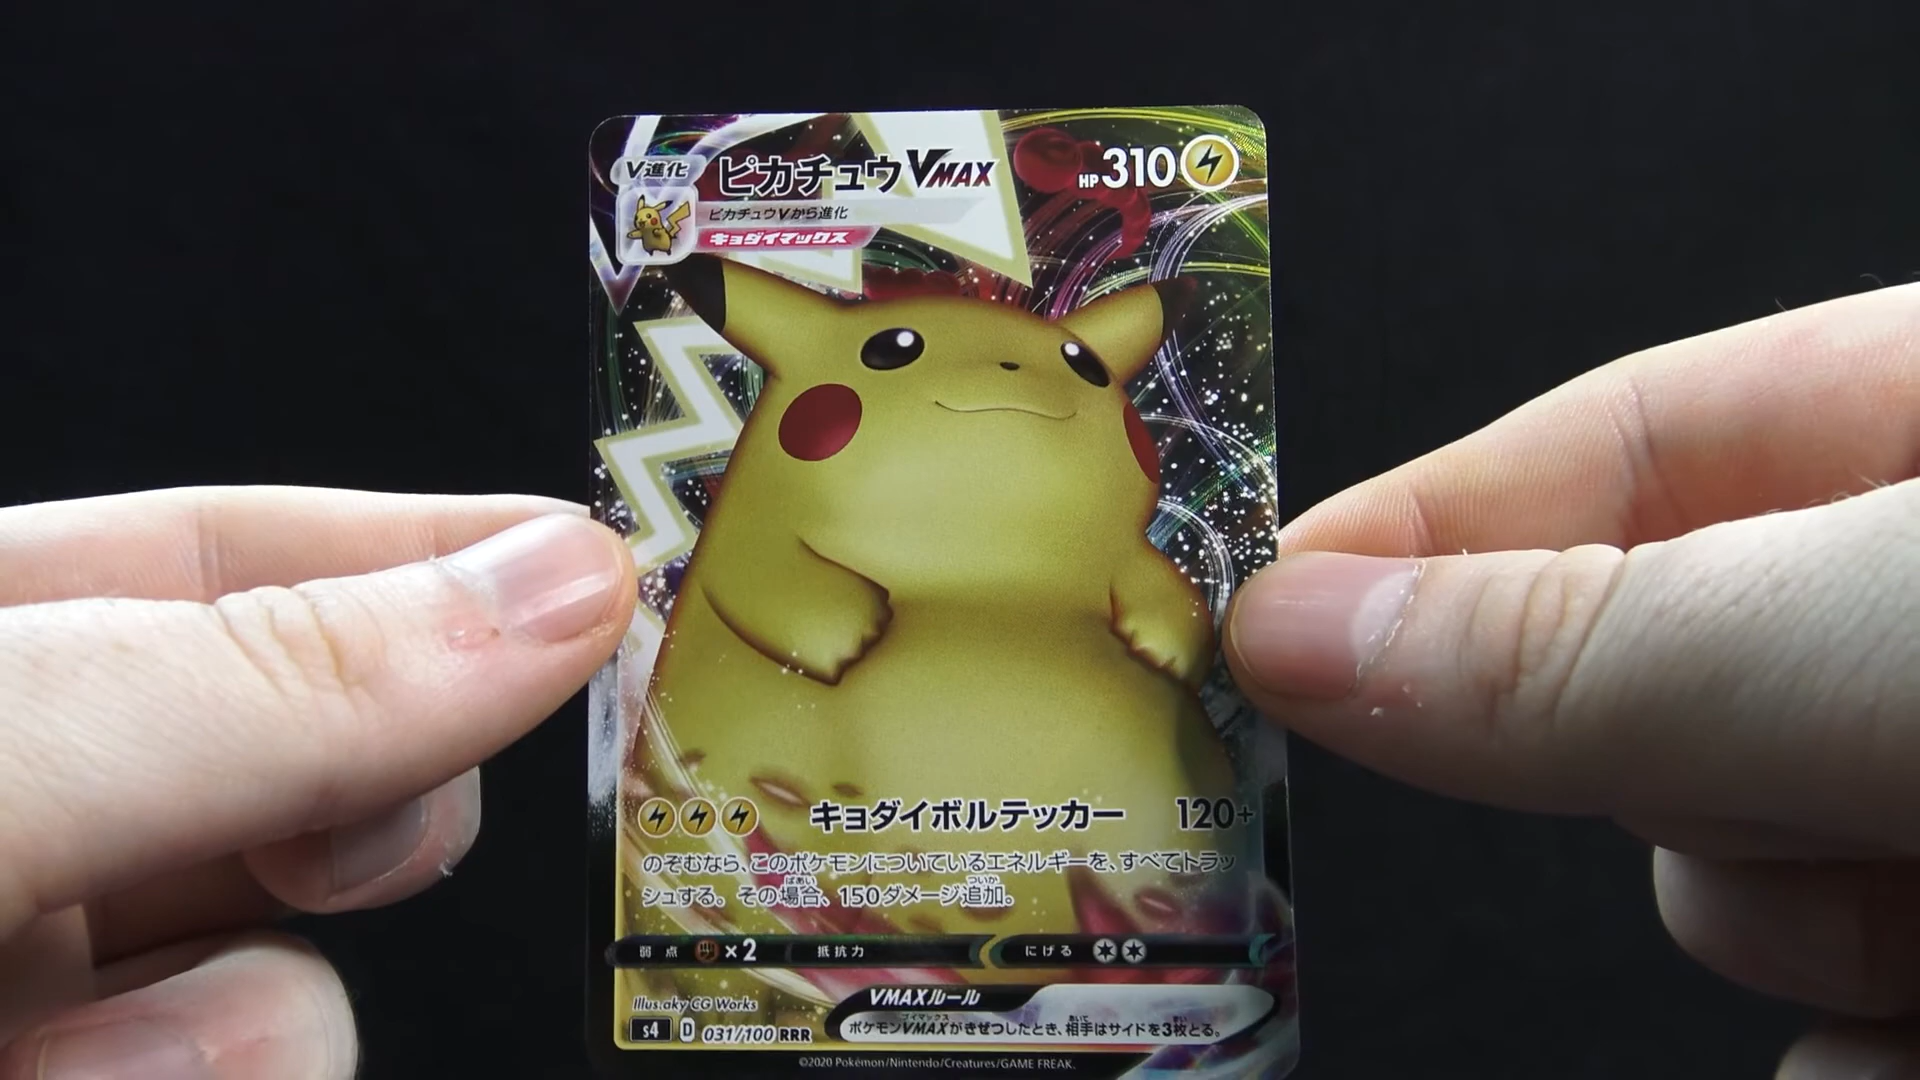 V進化 ピカチュウVMAX HP310
ピカチュウVから進化
キョダイマックス
キョダイボルテッカー 120+
のぞむなら、このポケモンについているエネルギーを、すべてトラッ
シュする。その場合、150ダメージ追加。
弱点 ×2 抵抗力 にげる
Illus.aky CG Works
VMAXルール
s4 D 031/100 RRR
ポケモンVMAXがきぜつしたとき、相手はサイドを3枚とる。
©2020 Pokémon/Nintendo/Creatures/GAME FREAK.